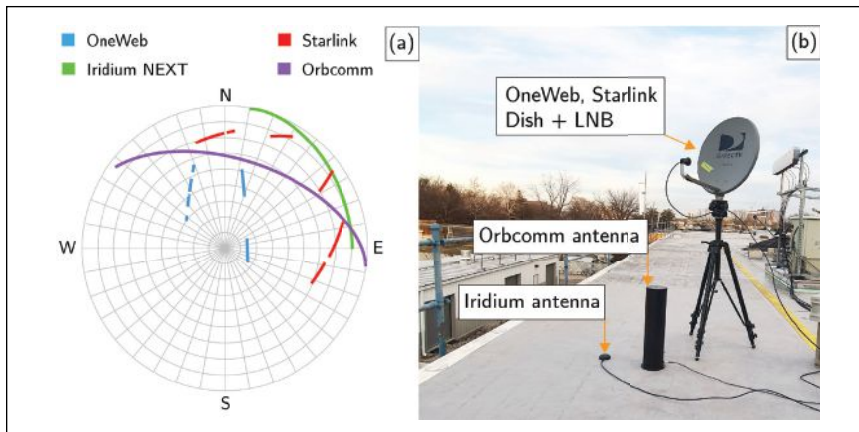 OneWeb
Starlink
Iridium NEXT
Orbcomm
(a)
N
W
E
S
(b)
OneWeb, Starlink
Dish + LNB
Orbcomm antenna
Iridium antenna